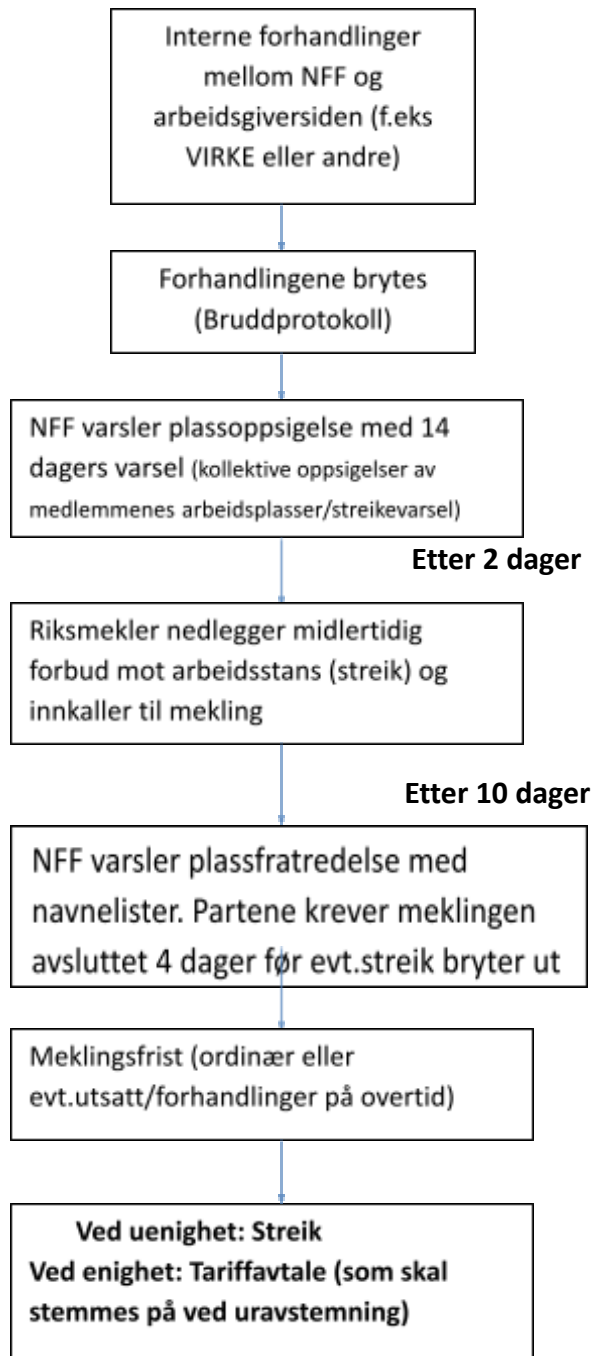 Interne forhandlinger
mellom NFF og
arbeidsgiversiden (f.eks
VIRKE eller andre)
Forhandlingene brytes
(Bruddprotokoll)
NFF varsler plassoppsigelse med 14
dagers varsel (kollektive oppsigelser av
medlemmenes arbeidsplasser/streikevarsel)
Etter 2 dager
Riksmekler nedlegger midlertidig
forbud mot arbeidsstans (streik) og
innkaller til mekling
Etter 10 dager
NFF varsler plassfratredelse med
navnelister. Partene krever meklingen
avsluttet 4 dager før evt.streik bryter ut
Meklingsfrist (ordinær eller
evt.utsatt/forhandlinger på overtid)
Ved uenighet: Streik
Ved enighet: Tariffavtale (som skal
stemmes på ved uravstemning)